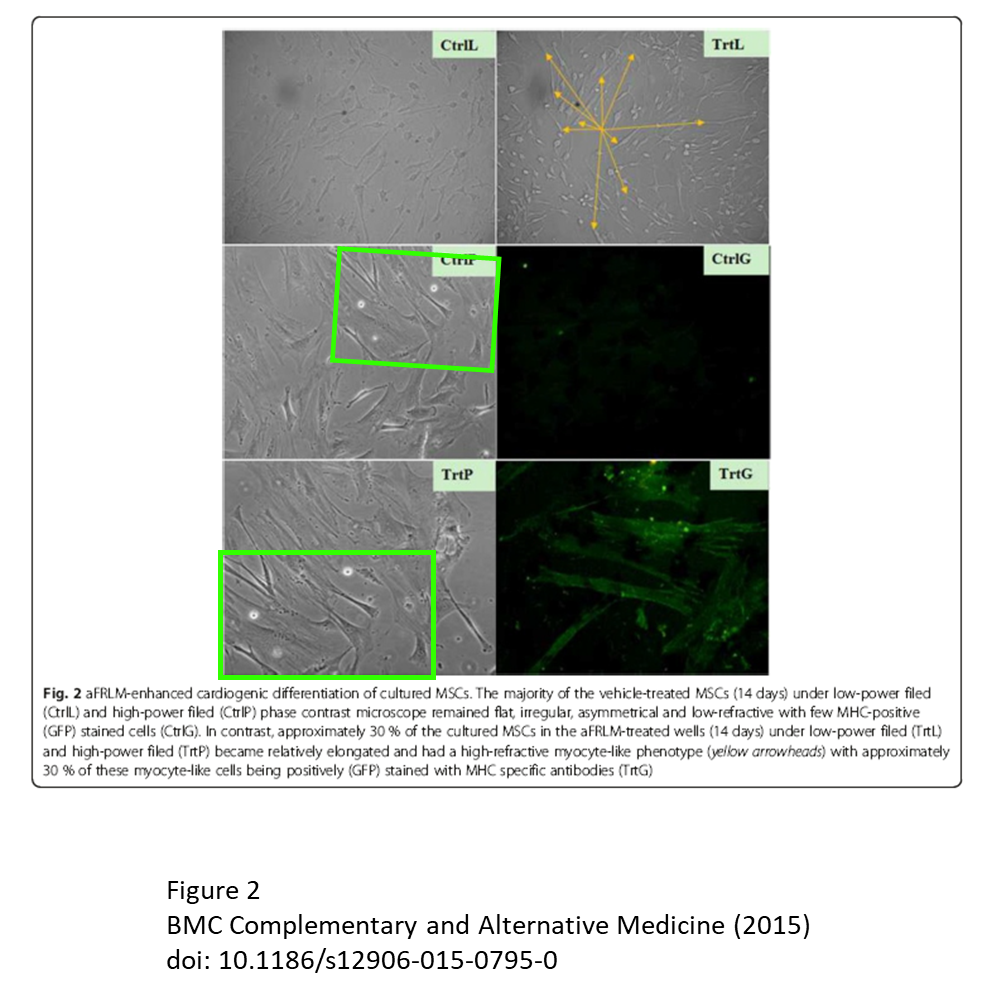 CtrlL
TrtL
CtrlP
CtrlG
TrtP
TrtG
Fig. 2 aFRLM-enhanced cardiogenic differentiation of cultured MSCs. The majority of the vehicle-treated MSCs (14 days) under low-power filed
(CtrlL) and high-power filed (CtrlP) phase contrast microscope remained flat, irregular, asymmetrical and low-refractive with few MHC-positive
(GFP) stained cells (CtrlG). In contrast, approximately 30 % of the cultured MSCs in the aFRLM-treated wells (14 days) under low-power filed (TrtL)
and high-power filed (TrtP) became relatively elongated and had a high-refractive myocyte-like phenotype (yellow arrowheads) with approximately
30 % of these myocyte-like cells being positively (GFP) stained with MHC specific antibodies (TrtG)
Figure 2
BMC Complementary and Alternative Medicine (2015)
doi: 10.1186/s12906-015-0795-0